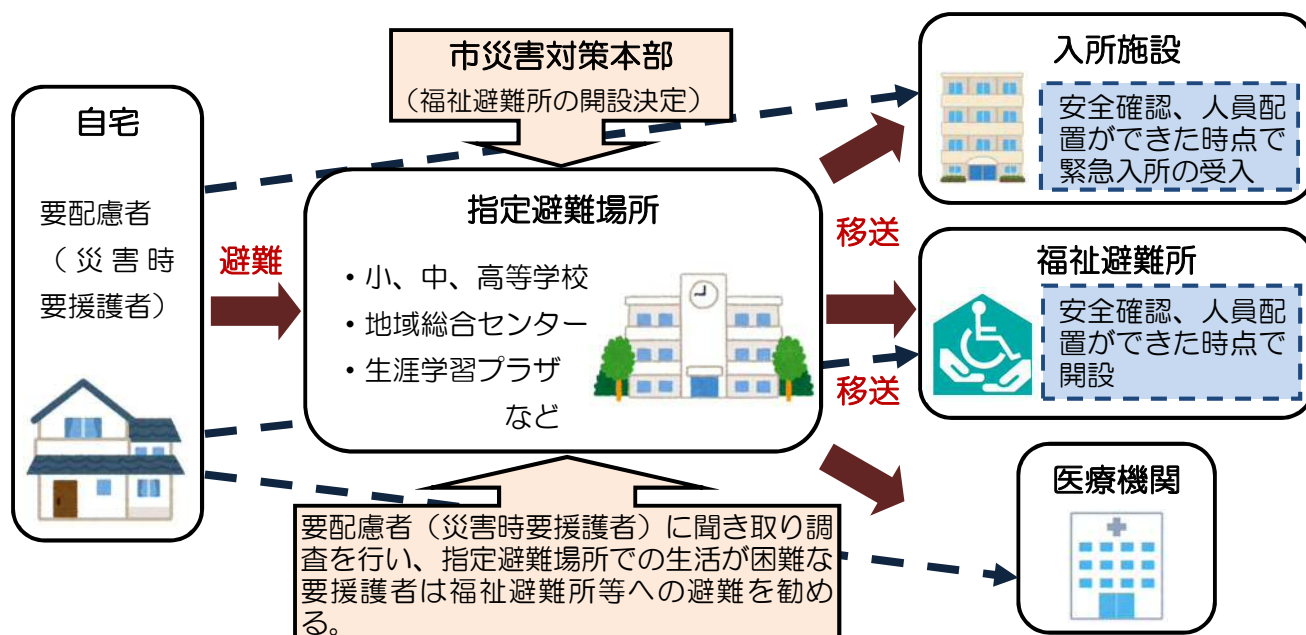 市災害対策本部
（福祉避難所の開設決定）
自宅
要配慮者
（災害時
要援護者）
避難
指定避難場所
・小、中、高等学校
・地域総合センター
・生涯学習プラザ
など
移送
移送
入所施設
安全確認、人員配
置ができた時点で
緊急入所の受入
福祉避難所
安全確認、人員配
置ができた時点で
開設
医療機関
要配慮者（災害時要援護者）に聞き取り調
査を行い、指定避難場所での生活が困難な
要援護者は福祉避難所等への避難を勧め
る。